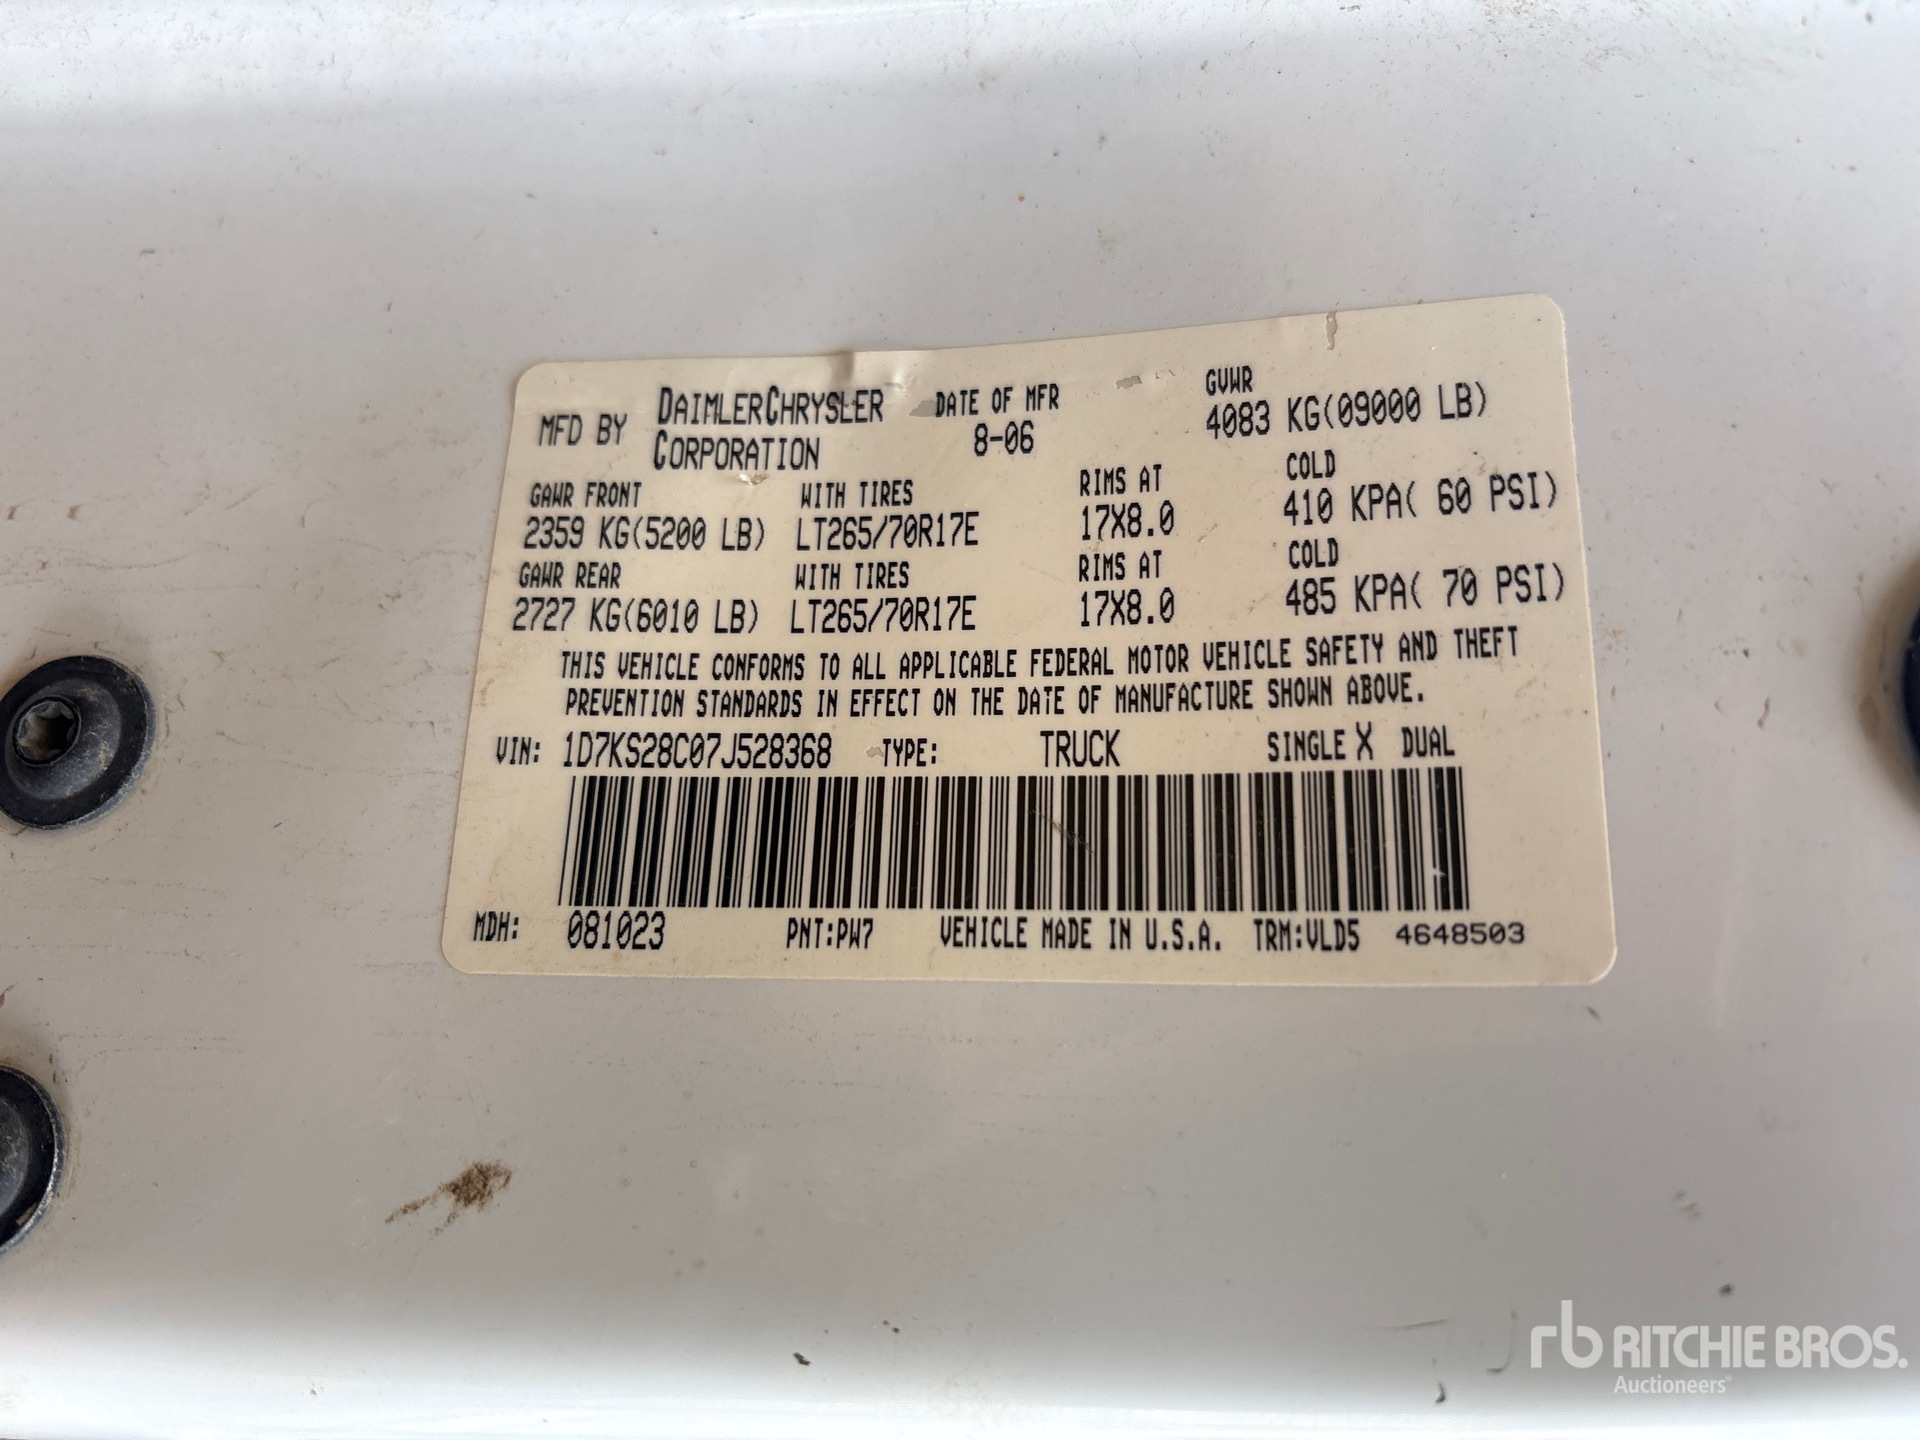 MFD BY DAIMLERCHRYSLER CORPORATION DATE OF MFR 8-06 GVWR 4083 KG(09000 LB)
GAWR FRONT WITH TIRES RIMS AT COLD
2359 KG(5200 LB) LT265/70R17E 17X8.0 410 KPA( 60 PSI)
GAWR REAR WITH TIRES RIMS AT COLD
2727 KG(6010 LB) LT265/70R17E 17X8.0 485 KPA( 70 PSI)
THIS VEHICLE CONFORMS TO ALL APPLICABLE FEDERAL MOTOR VEHICLE SAFETY AND THEFT
PREVENTION STANDARDS IN EFFECT ON THE DATE OF MANUFACTURE SHOWN ABOVE.
VIN: 1D7KS28C07J528368 TYPE: TRUCK SINGLE X DUAL
MDH: 081023 PNT:PW7 VEHICLE MADE IN U.S.A. TRM:VLD5 4648503
rb RITCHIE BROS.
Auctioneers